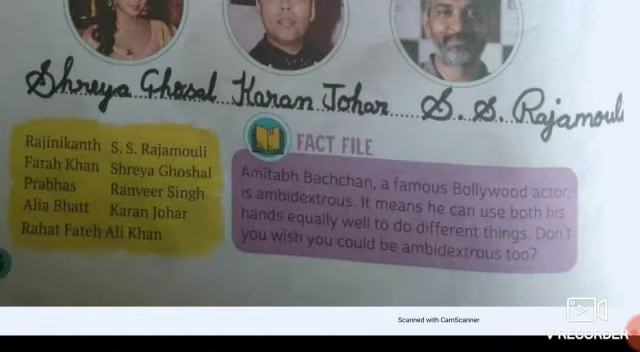 Shreya Ghosal Karan Johar S. S. Rajamouli
Rajinikanth S. S. Rajamouli
Farah Khan Shreya Ghoshal
Prabhas Ranveer Singh
Alia Bhatt Karan Johar
Rahat Fateh Ali Khan
FACT FILE
Amitabh Bachchan, a famous Bollywood actor,
is ambidextrous. It means he can use both his
hands equally well to do different things. Don't
you wish you could be ambidextrous too?
Scanned with CamScanner
V RECORDER